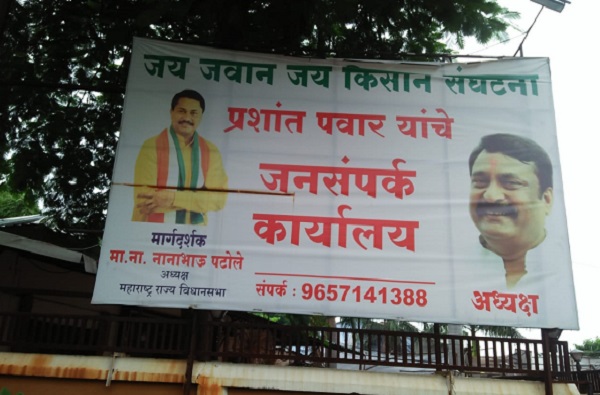 जय जवान जय किसान संघटना
प्रशांत पवार यांचे
जनसंपर्क
कार्यालय
मार्गदर्शक
मा.ना. नानाभाऊ पटोले
अध्यक्ष
महाराष्ट्र राज्य विधानसभा
संपर्क : 9657141388
अध्यक्ष